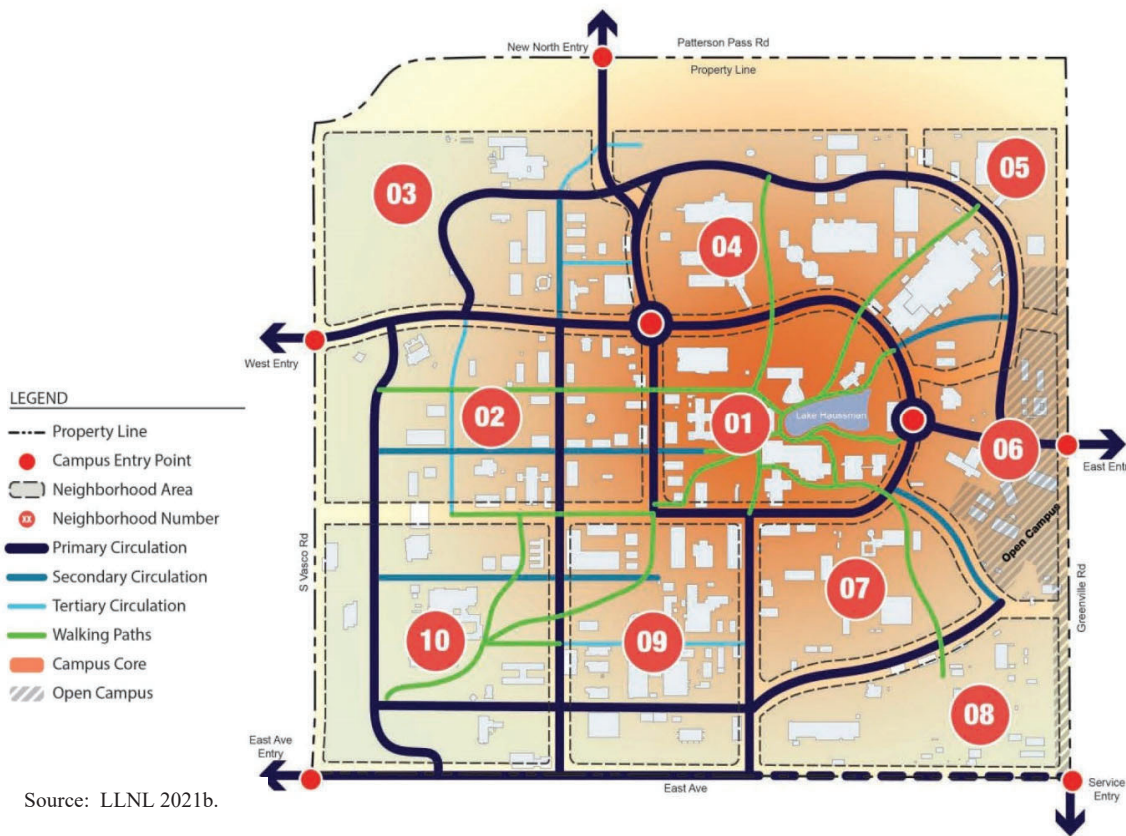 New North Entry
Patterson Pass Rd
Property Line
03
04
05
West Entry
LEGEND
Property Line
Campus Entry Point
Neighborhood Area
XX Neighborhood Number
Primary Circulation
Secondary Circulation
Tertiary Circulation
Walking Paths
Campus Core
Open Campus
02
01
Lake Haussman
06
East Ent
Open Campus
S Vasco Rd
Greenville Rd
10
09
07
08
East Ave
Entry
East Ave
Service
Entry
Source: LLNL 2021b.